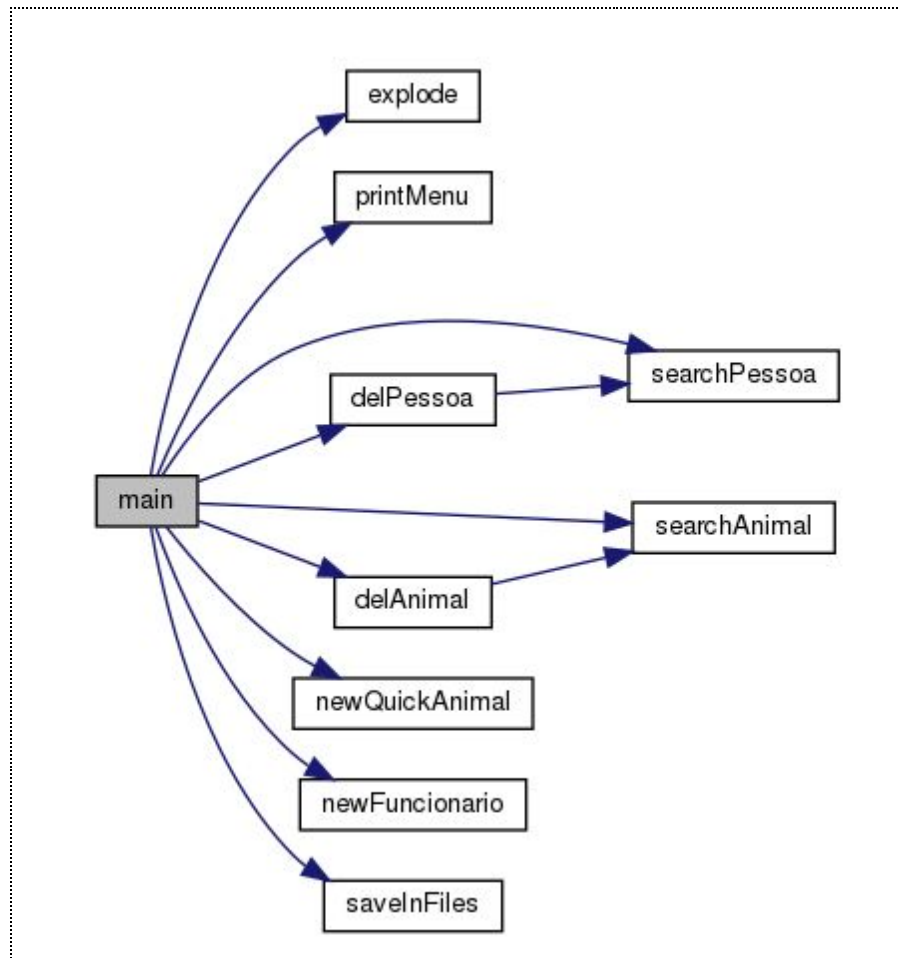 explode
printMenu
searchPessoa
delPessoa
main
searchAnimal
delAnimal
newQuickAnimal
newFuncionario
saveInFiles